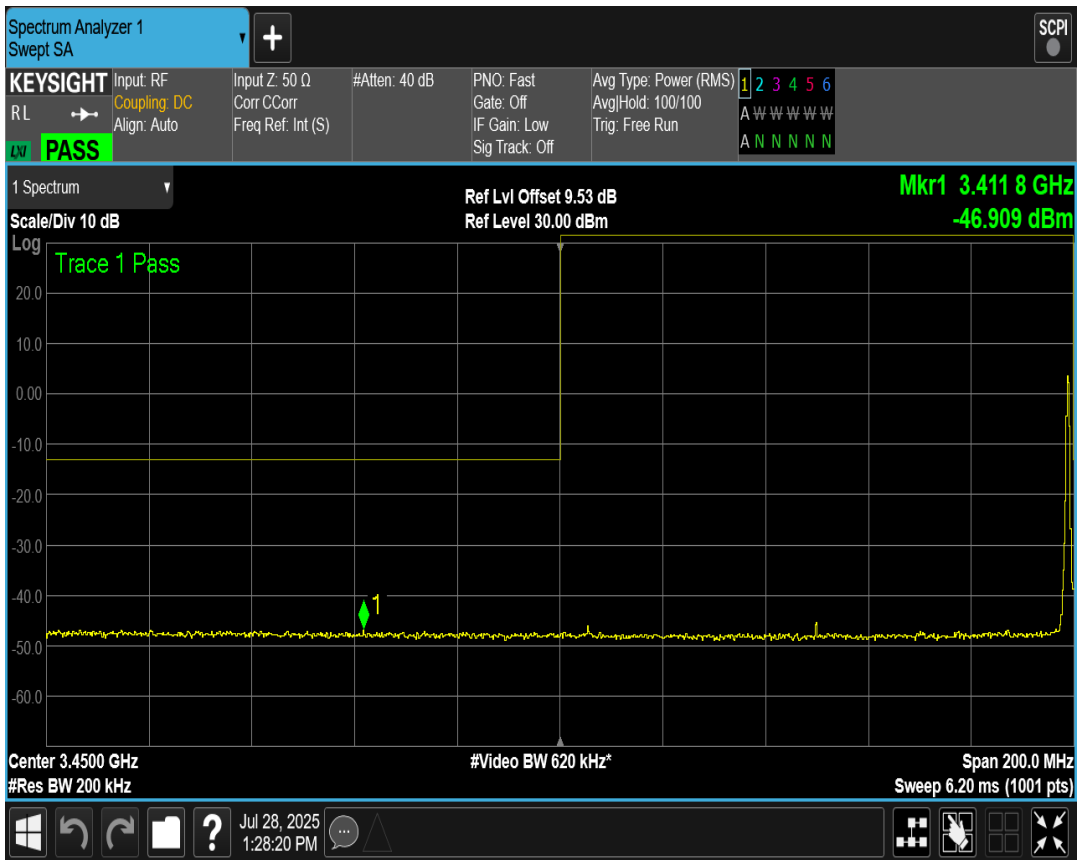 Spectrum Analyzer 1
Swept SA
+
SCPI
KEYSIGHT
RL
LXI PASS
Input: RF
Coupling: DC
Align: Auto
Input Z: 50 Ω
Corr CCorr
Freq Ref: Int (S)
#Atten: 40 dB
PNO: Fast
Gate: Off
IF Gain: Low
Sig Track: Off
Avg Type: Power (RMS)
Avg|Hold: 100/100
Trig: Free Run
1 2 3 4 5 6
A W W W W W
A N N N N N
1 Spectrum
Scale/Div 10 dB
Ref Lvl Offset 9.53 dB
Ref Level 30.00 dBm
Mkr1 3.411 8 GHz
-46.909 dBm
Log
Trace 1 Pass
20.0
10.0
0.00
-10.0
-20.0
-30.0
-40.0
1
-50.0
-60.0
Center 3.4500 GHz
#Res BW 200 kHz
#Video BW 620 kHz*
Span 200.0 MHz
Sweep 6.20 ms (1001 pts)
?
Jul 28, 2025
1:28:20 PM